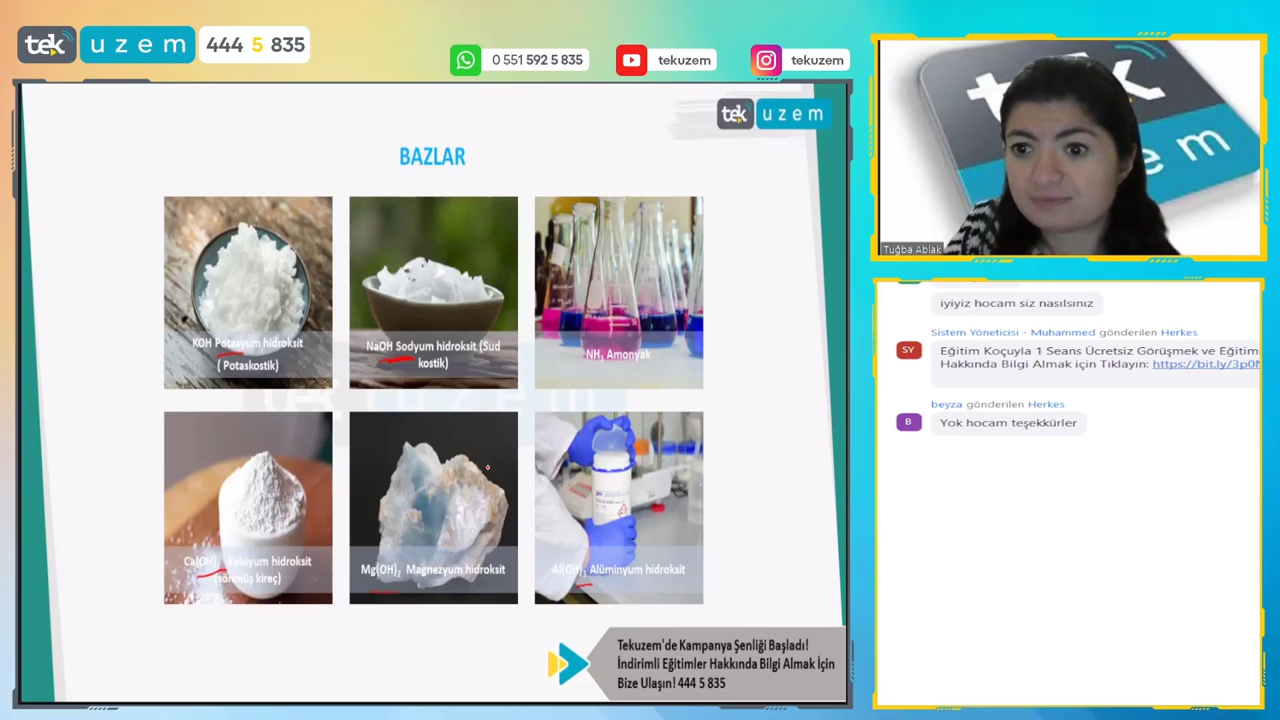 tek uzem 444 5 835
0 551 592 5 835
tekuzem
tekuzem
tek uzem
BAZLAR
KOH Potasyum hidroksit
( Potaskostik)
NaOH Sodyum hidroksit (Sud
kostik)
NH₃ Amonyak
Ca(OH)₂ Kalsiyum hidroksit
(sönmüş kireç)
Mg(OH)₂ Magnezyum hidroksit
Al(OH)₃ Alüminyum hidroksit
Tekuzem'de Kampanya Şenliği Başladı!
İndirimli Eğitimler Hakkında Bilgi Almak İçin
Bize Ulaşın! 444 5 835
Tuğba Ablak
iyiyiz hocam siz nasılsınız
Sistem Yöneticisi - Muhammed gönderilen Herkes
SY
Eğitim Koçuyla 1 Seans Ücretsiz Görüşmek ve Eğitim
Hakkında Bilgi Almak için Tıklayın: https://bit.ly/3p0
beyza gönderilen Herkes
B
Yok hocam teşekkürler